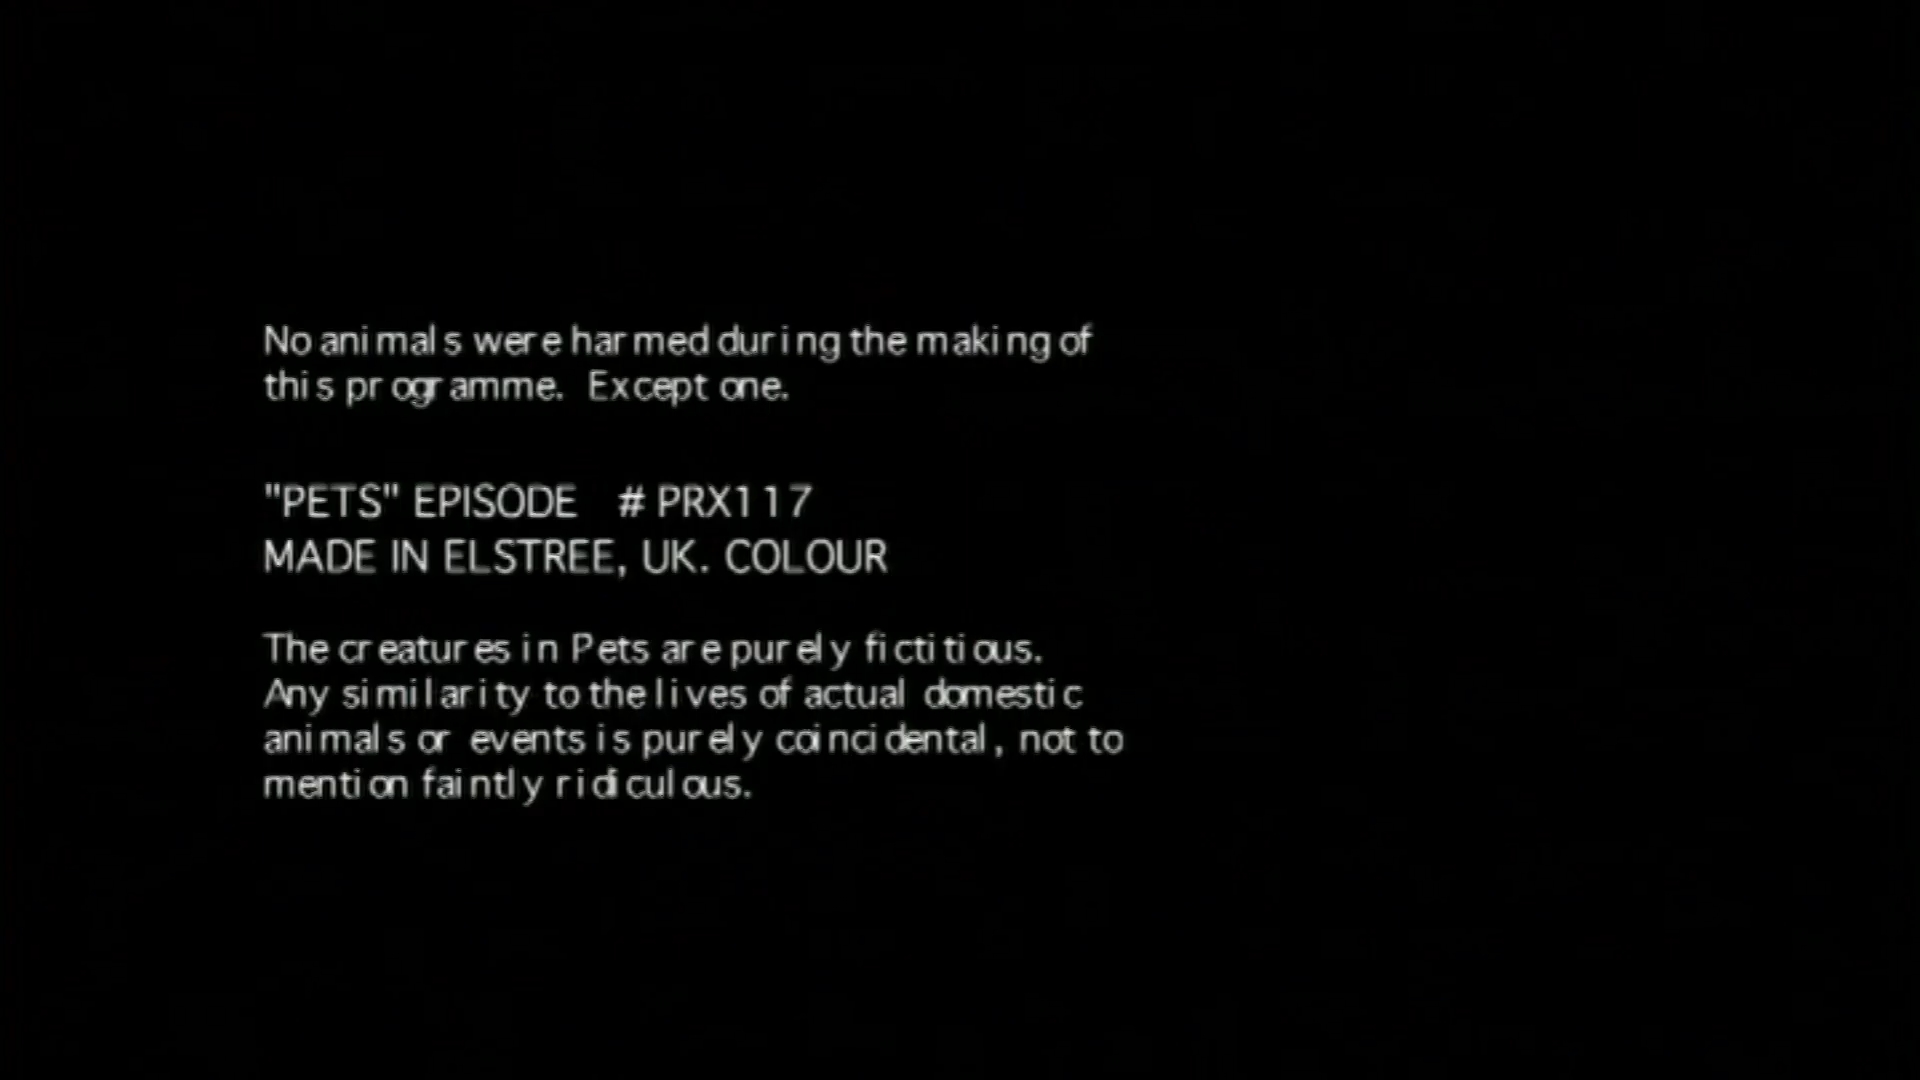 No animals were harmed during the making of
this programme. Except one.
"PETS" EPISODE # PRX117
MADE IN ELSTREE, UK. COLOUR
The creatures in Pets are purely fictitious.
Any similarity to the lives of actual domestic
animals or events is purely coincidental, not to
mention faintly ridiculous.